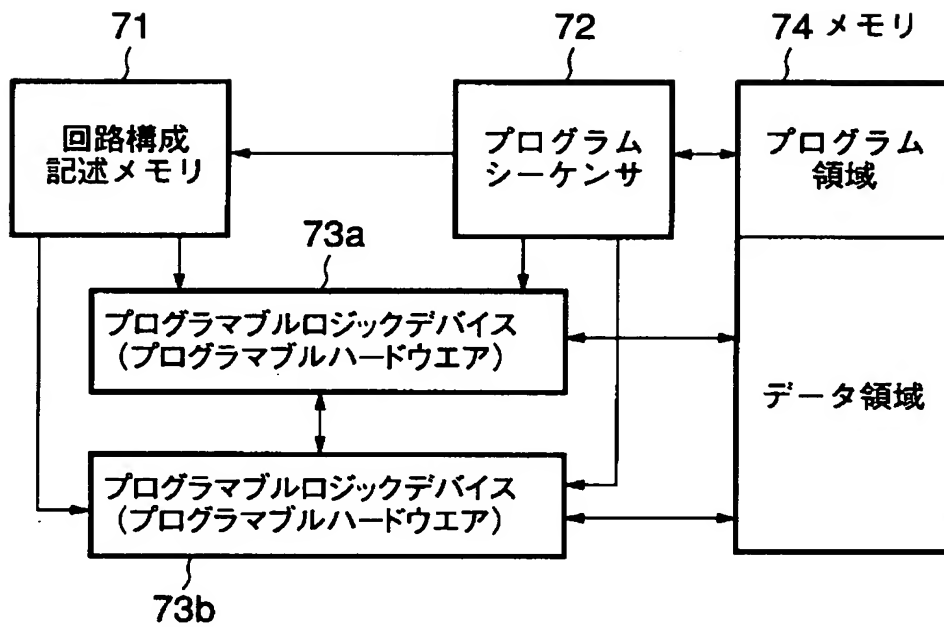 71
72
74 メモリ
回路構成
記述メモリ
プログラム
シーケンサ
プログラム
領域
73a
プログラマブルロジックデバイス
(プログラマブルハードウエア)
データ領域
プログラマブルロジックデバイス
(プログラマブルハードウエア)
73b